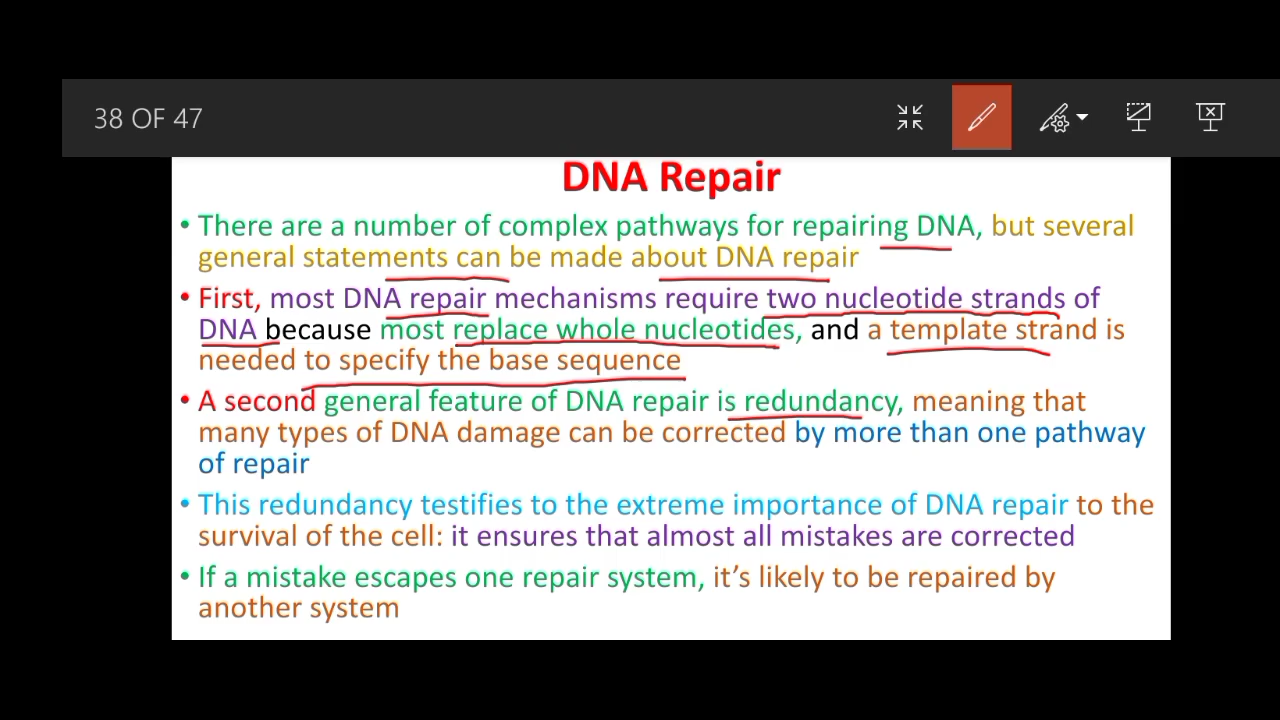 38 OF 47
DNA Repair
• There are a number of complex pathways for repairing DNA, but several
general statements can be made about DNA repair
• First, most DNA repair mechanisms require two nucleotide strands of
DNA because most replace whole nucleotides, and a template strand is
needed to specify the base sequence
• A second general feature of DNA repair is redundancy, meaning that
many types of DNA damage can be corrected by more than one pathway
of repair
• This redundancy testifies to the extreme importance of DNA repair to the
survival of the cell: it ensures that almost all mistakes are corrected
• If a mistake escapes one repair system, it’s likely to be repaired by
another system